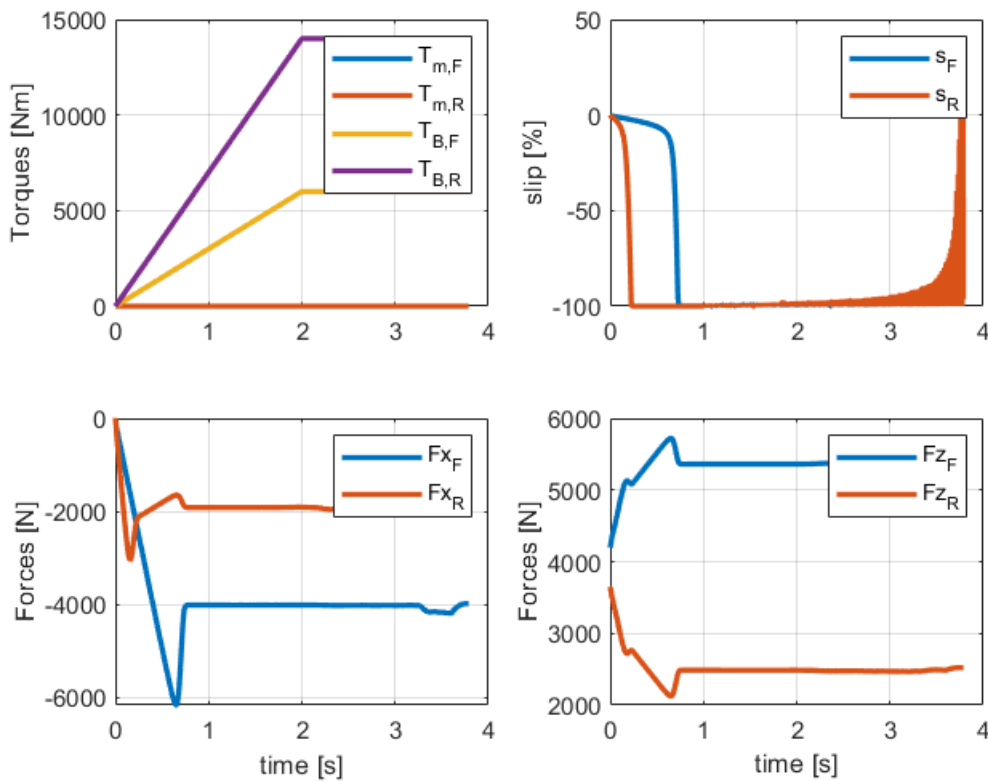 Torques [Nm]
15000
10000
5000
0
0
1
2
3
4
T_m,F
T_m,R
T_B,F
T_B,R
slip [%]
50
0
-50
-100
0
1
2
3
4
s_F
s_R
Forces [N]
0
-2000
-4000
-6000
0
1
2
3
4
time [s]
Fx_F
Fx_R
Forces [N]
6000
5000
4000
3000
2000
0
1
2
3
4
time [s]
Fz_F
Fz_R